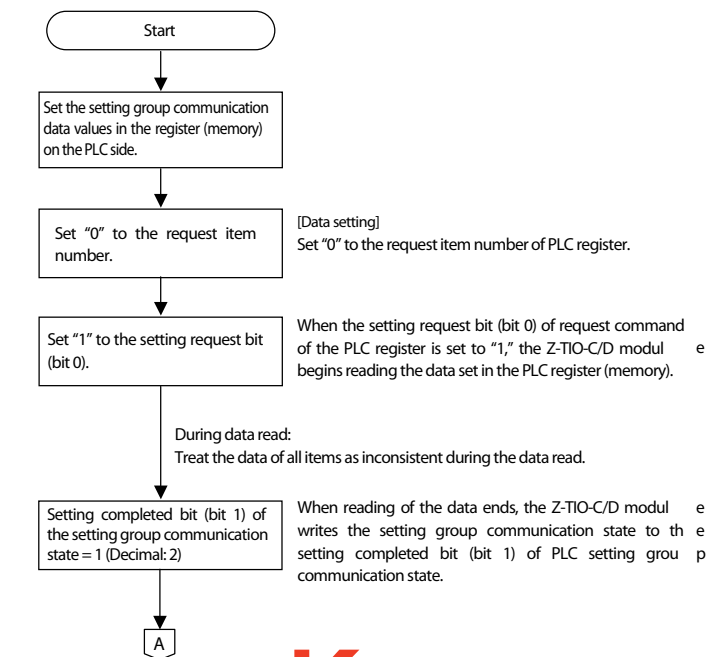 Start
Set the setting group communication
data values in the register (memory)
on the PLC side.
Set “0” to the request item
number.
[Data setting]
Set “0” to the request item number of PLC register.
Set “1” to the setting request bit
(bit 0).
When the setting request bit (bit 0) of request command
of the PLC register is set to “1,” the Z-TIO-C/D modul e
begins reading the data set in the PLC register (memory).
During data read:
Treat the data of all items as inconsistent during the data read.
Setting completed bit (bit 1) of
the setting group communication
state = 1 (Decimal: 2)
When reading of the data ends, the Z-TIO-C/D modul e
writes the setting group communication state to th e
setting completed bit (bit 1) of PLC setting grou p
communication state.
A